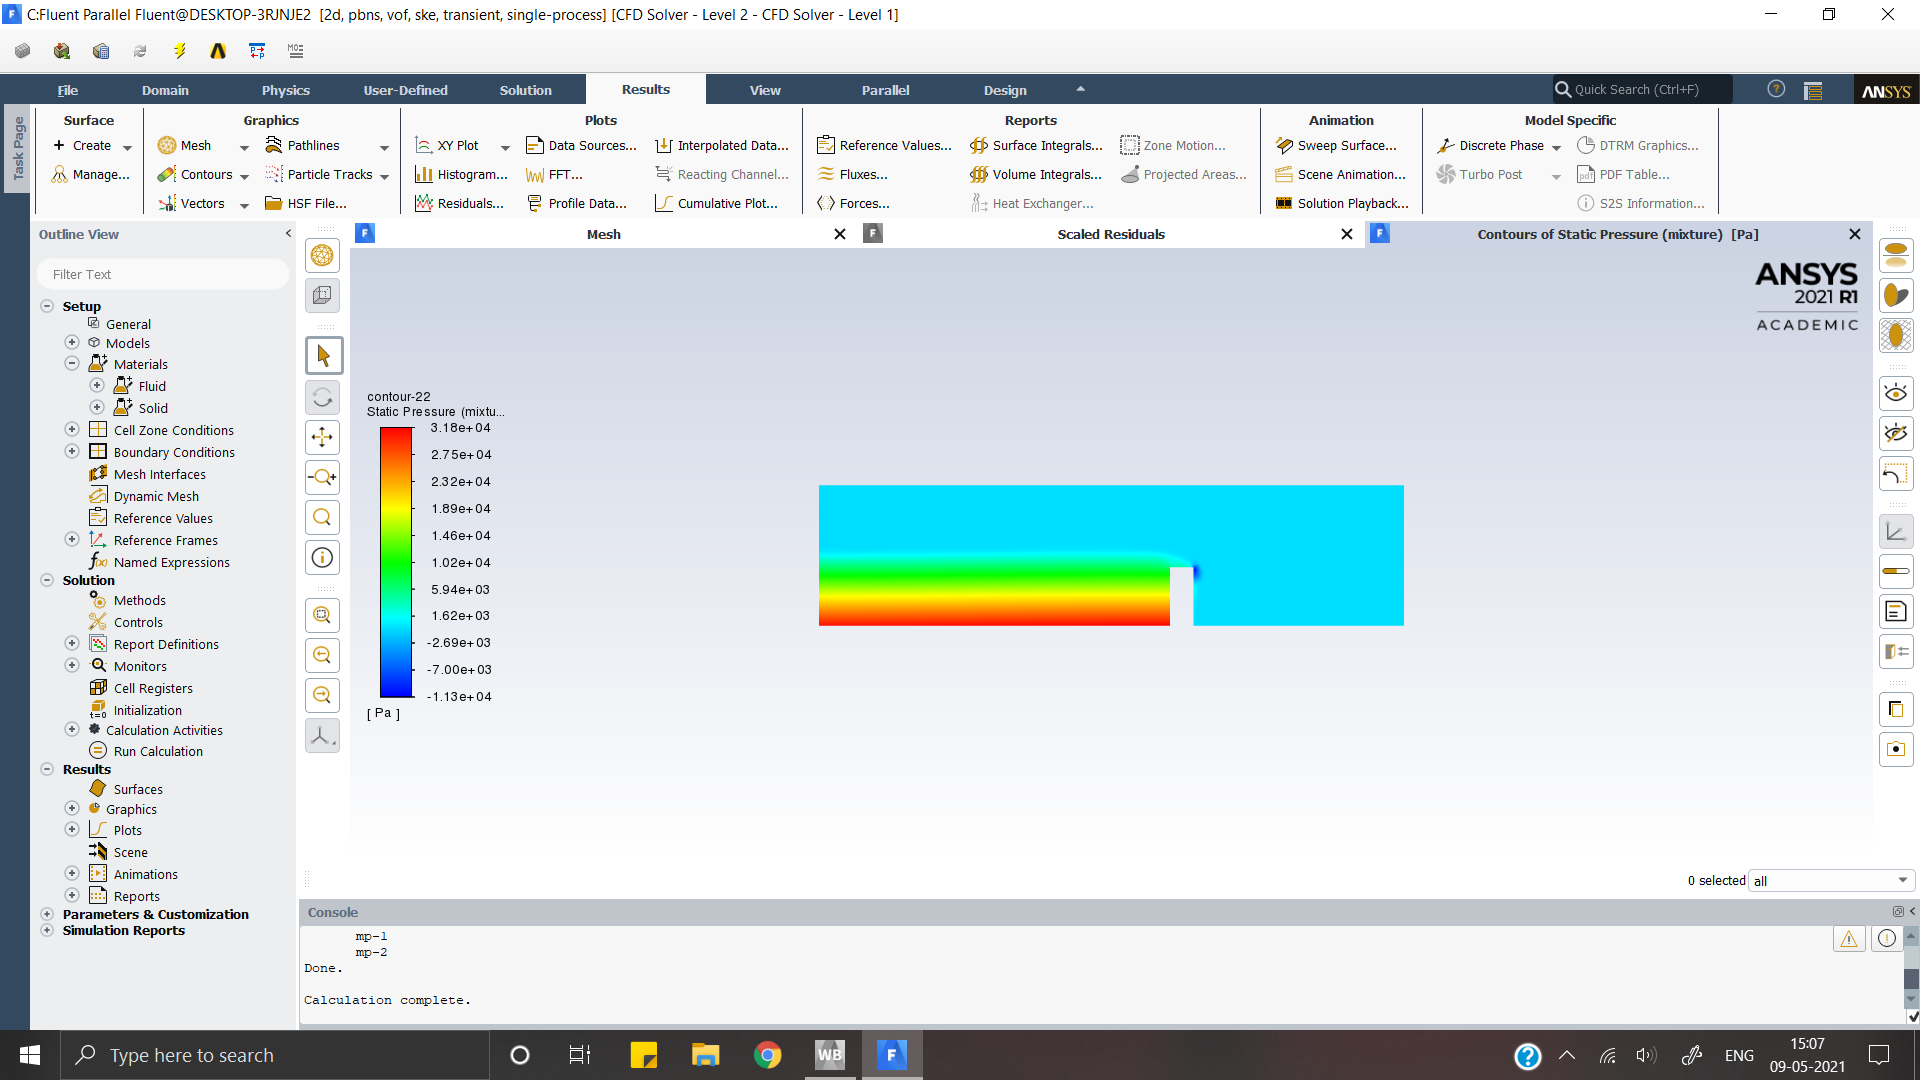 C:Fluent Parallel Fluent@DESKTOP-3RJNJE2 [2d, pbns, vof, ske, transient, single-process] [CFD Solver - Level 2 - CFD Solver - Level 1]
File Domain Physics User-Defined Solution Results View Parallel Design Quick Search (Ctrl+F) ANSYS
Task Page
Surface Graphics Plots Reports Animation Model Specific
Create Mesh Pathlines XY Plot Data Sources... Interpolated Data... Reference Values... Surface Integrals... Zone Motion... Sweep Surface... Discrete Phase DTRM Graphics...
Manage... Contours Particle Tracks Histogram... FFT... Reacting Channel... Fluxes... Volume Integrals... Projected Areas... Scene Animation... Turbo Post PDF Table...
Vectors HSF File... Residuals... Profile Data... Cumulative Plot... Forces... Heat Exchanger... Solution Playback... S2S Information...
Outline View
Filter Text
Setup
General
Models
Materials
Fluid
Solid
Cell Zone Conditions
Boundary Conditions
Mesh Interfaces
Dynamic Mesh
Reference Values
Reference Frames
Named Expressions
Solution
Methods
Controls
Report Definitions
Monitors
Cell Registers
Initialization
Calculation Activities
Run Calculation
Results
Surfaces
Graphics
Plots
Scene
Animations
Reports
Parameters & Customization
Simulation Reports
Mesh Scaled Residuals Contours of Static Pressure (mixture) [Pa]
ANSYS
2021 R1
ACADEMIC
contour-22
Static Pressure (mixtu...
3.18e+04
2.75e+04
2.32e+04
1.89e+04
1.46e+04
1.02e+04
5.94e+03
1.62e+03
-2.69e+03
-7.00e+03
-1.13e+04
[ Pa ]
0 selected all
Console
mp-1
mp-2
Done.
Calculation complete.
Type here to search
WB
ENG
15:07
09-05-2021